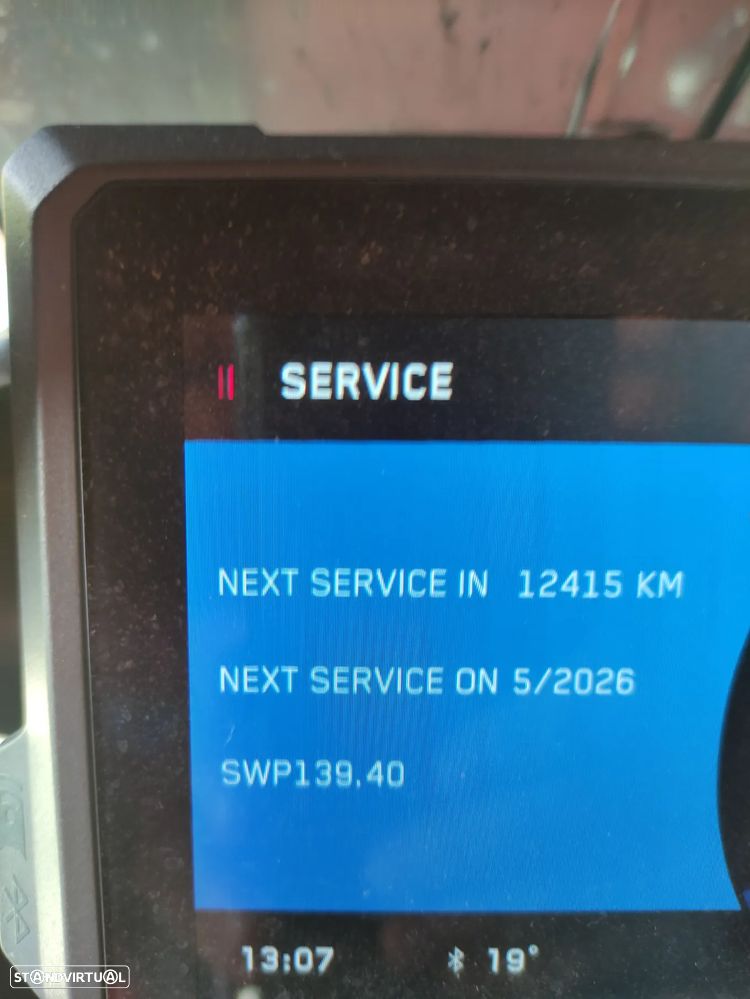 SERVICE
NEXT SERVICE IN 12415 KM
NEXT SERVICE ON 5/2026
SWP139.40
13:07 19°
STANDVIRTUAL